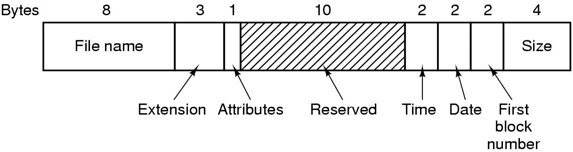 Bytes 8 3 1 10 2 2 2 4
File name Size
Extension Attributes Reserved Time Date First
block
number